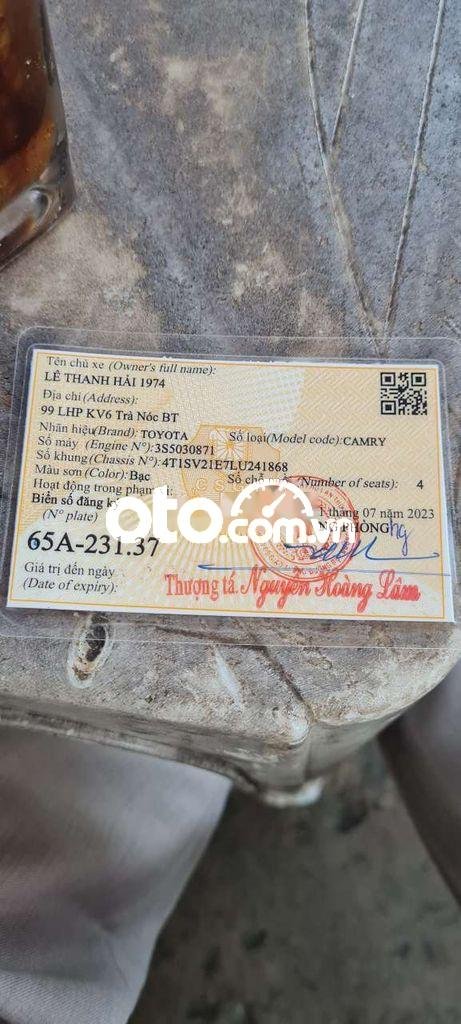 Tên chủ xe (Owner's full name):
LÊ THANH HẢI 1974
Địa chỉ (Address):
99 LHP KV6 Trà Nóc BT
Nhãn hiệu(Brand): TOYOTA Số loại(Model code):CAMRY
Số máy (Engine N°):3S5030871
Số khung(Chassis N°):4T1SV21E7LU241868
Màu sơn (Color):Bạc Số chỗ (Number of seats): 4
Hoạt động trong phạm vi:
Biển số đăng ký
(N° plate) tháng 07 năm 2023
65A-231.37
Giá trị đến ngày
(Date of expiry):
Thượng tá. Nguyễn Hoàng Lâm
oto.com.vn